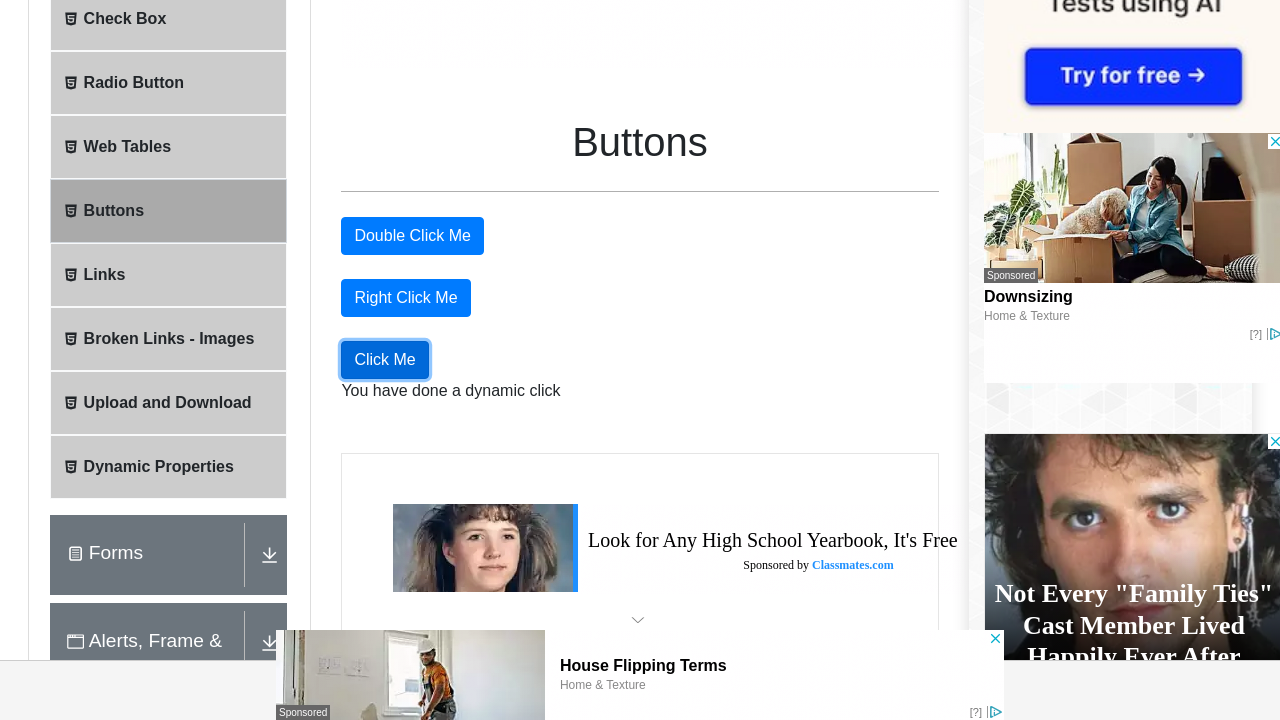 Check Box
Radio Button
Web Tables
Buttons
Links
Broken Links - Images
Upload and Download
Dynamic Properties
Forms
Alerts, Frame &
Buttons
Double Click Me
Right Click Me
Click Me
You have done a dynamic click
Look for Any High School Yearbook, It's Free
Sponsored by Classmates.com
Tests using AI
Try for free →
Sponsored
Downsizing
Home & Texture
[?]
Not Every "Family Ties"
Cast Member Lived
Happily Ever After
Sponsored
House Flipping Terms
Home & Texture
[?]